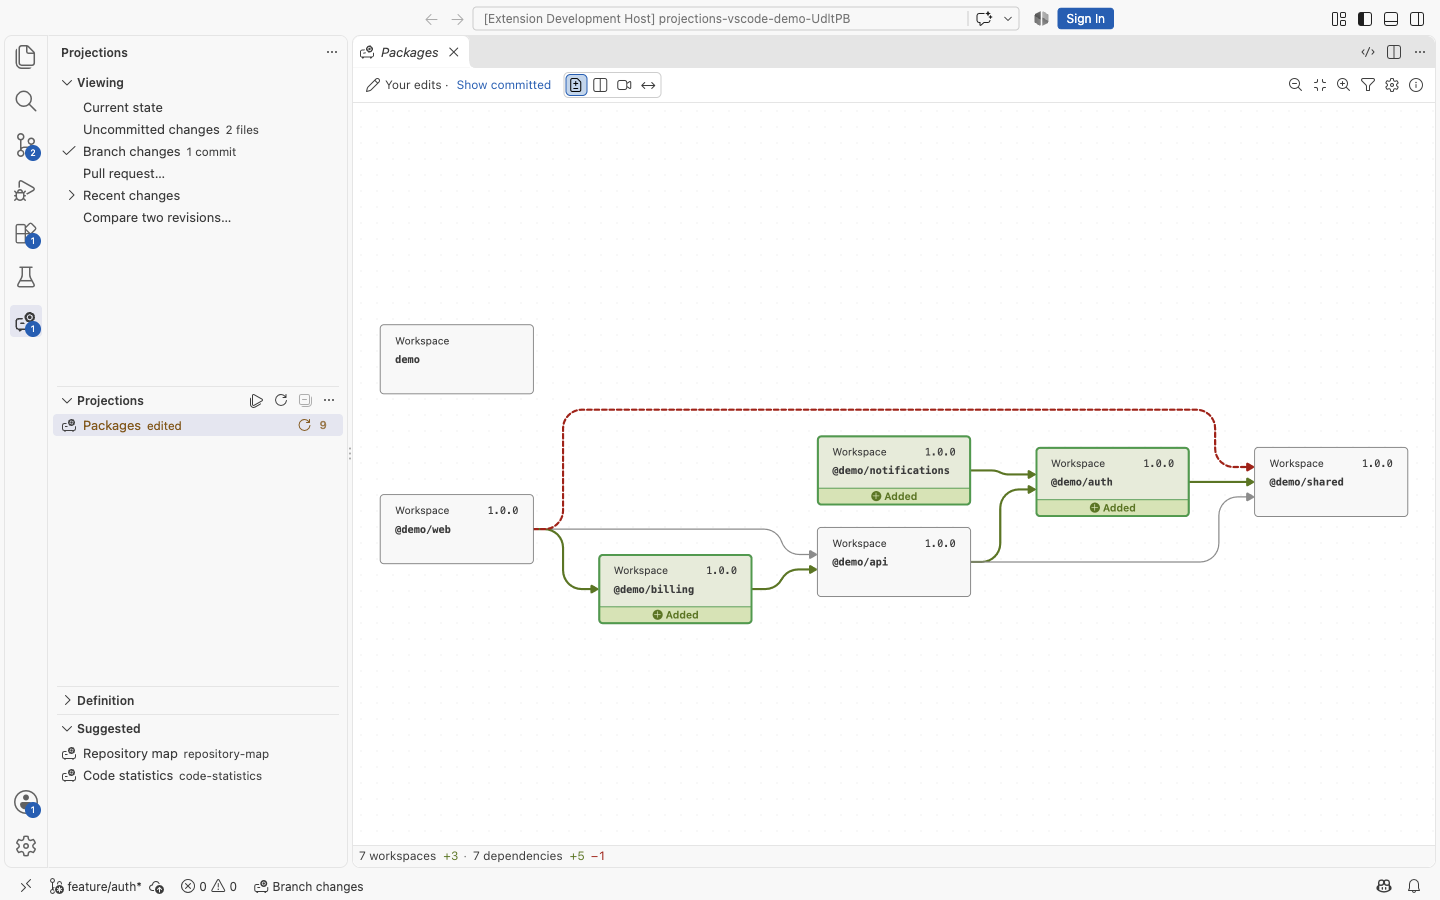 [Extension Development Host] projections-vscode-demo-UdltPB
Sign In
Projections
Viewing
Current state
Uncommitted changes 2 files
Branch changes 1 commit
Pull request...
Recent changes
Compare two revisions...
2
1
1
Projections
Packages edited 9
Definition
Suggested
Repository map repository-map
Code statistics code-statistics
1
Packages
Your edits · Show committed
Workspace
demo
Workspace 1.0.0
@demo/web
Workspace 1.0.0
@demo/billing
Added
Workspace 1.0.0
@demo/notifications
Added
Workspace 1.0.0
@demo/api
Workspace 1.0.0
@demo/auth
Added
Workspace 1.0.0
@demo/shared
7 workspaces +3 · 7 dependencies +5 −1
feature/auth* 0 0 Branch changes